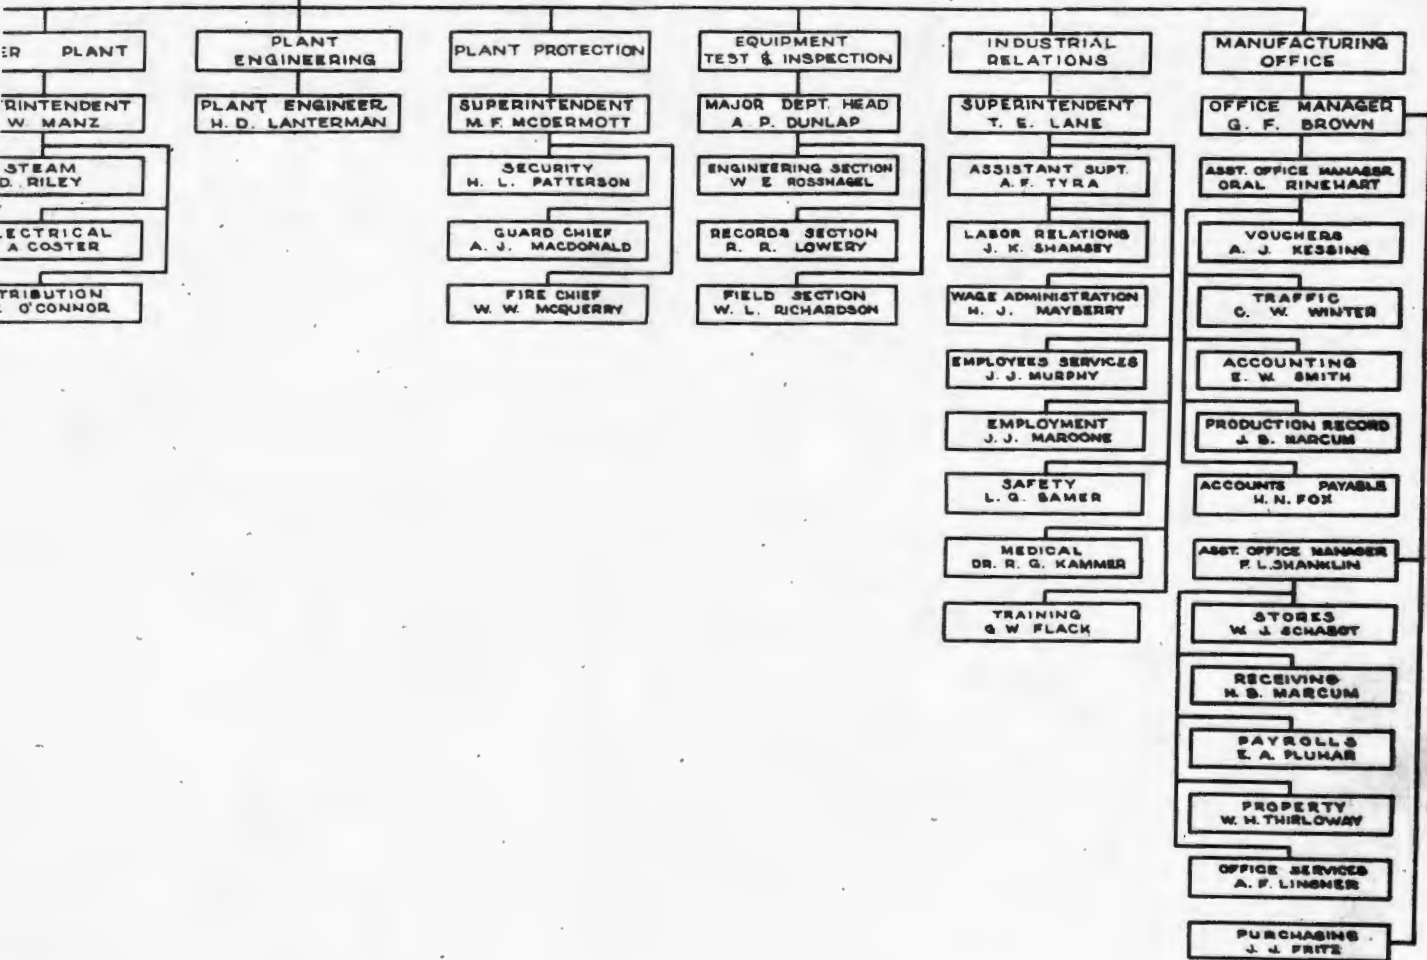 PLANT
W. MANZ
STEAM
RILEY
A COSTER
O'CONNOR
PLANT
ENGINEERING
PLANT ENGINEER
H. D. LANTERMAN
PLANT PROTECTION
SUPERINTENDENT
M. F. MCDERMOTT
SECURITY
H. L. PATTERSON
GUARD CHIEF
A. J. MACDONALD
FIRE CHIEF
W. W. MCQUERRY
EQUIPMENT
TEST & INSPECTION
MAJOR DEPT. HEAD
A. P. DUNLAP
ENGINEERING SECTION
W E ROSSNAGEL
RECORDS SECTION
R. R. LOWERY
FIELD SECTION
W. L. RICHARDSON
INDUSTRIAL
RELATIONS
SUPERINTENDENT
T. E. LANE
ASSISTANT SUPT.
A. F. TYRA
LABOR RELATIONS
J. K. SHAMSEY
WAGE ADMINISTRATION
H. J. MAYBERRY
EMPLOYEES SERVICES
J. J. MURPHY
EMPLOYMENT
J. J. MAROONE
SAFETY
L. G. SAMER
MEDICAL
DR. R. G. KAMMER
TRAINING
G W FLACK
MANUFACTURING
OFFICE
OFFICE MANAGER
G. F. BROWN
ASST. OFFICE MANAGER
ORAL RINEHART
VOUCHERS
A. J. KESSING
TRAFFIC
C. W. WINTER
ACCOUNTING
E. W. SMITH
PRODUCTION RECORD
J. S. MARCUM
ACCOUNTS PAYABLE
H. N. FOX
ASST. OFFICE MANAGER
F. L. SHANKLIN
STORES
W. J. SCHABOT
RECEIVING
H. S. MARCUM
PAYROLLS
E. A. PLUHAR
PROPERTY
W. H. THIRLOWAY
OFFICE SERVICES
A. F. LINGNER
PURCHASING
J. J. FRITZ